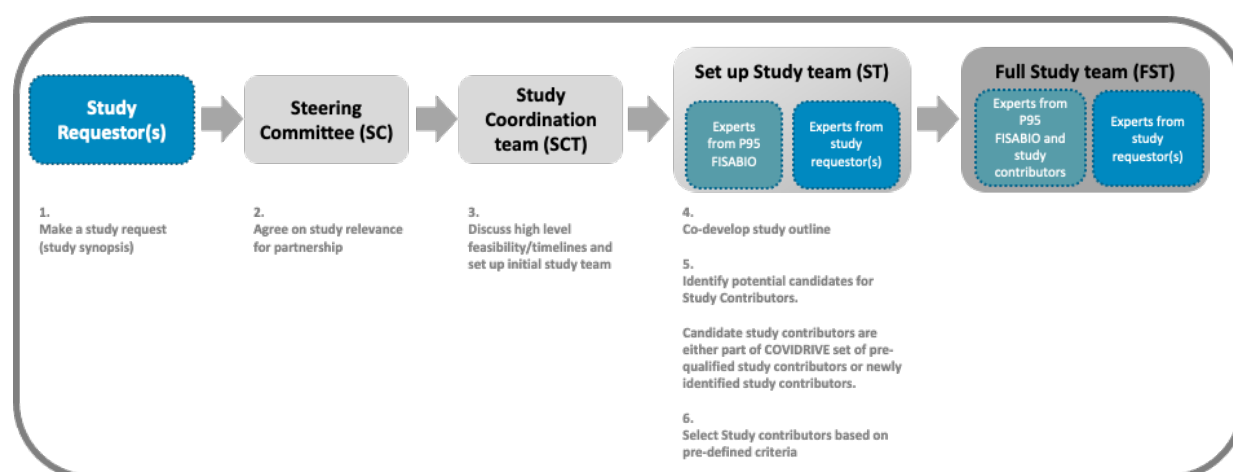 Study
Requestor(s)
Steering
Committee (SC)
Study
Coordination
team (SCT)
Set up Study team (ST)
Experts
from P95
FISABIO
Experts from
study
requestor(s)
Full Study team (FST)
Experts from
P95
FISABIO and
study
contributors
Experts from
study
requestor(s)
1.
Make a study request
(study synopsis)
2.
Agree on study relevance
for partnership
3.
Discuss high level
feasibility/timelines and
set up initial study team
4.
Co-develop study outline
5.
Identify potential candidates for
Study Contributors.
Candidate study contributors are
either part of COVIDRIVE set of pre-
qualified study contributors or newly
identified study contributors.
6.
Select Study contributors based on
pre-defined criteria